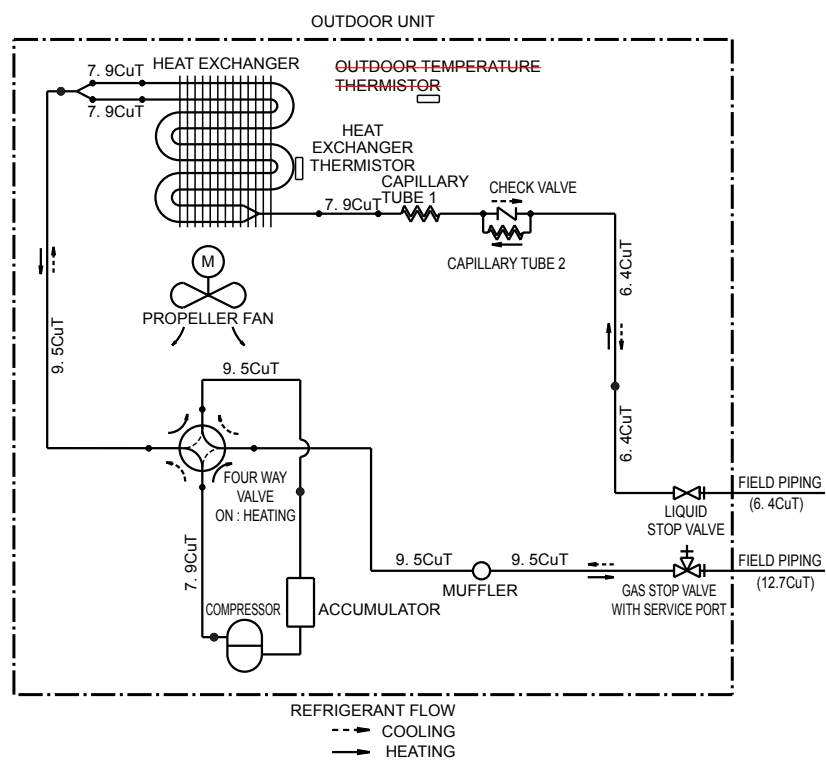 OUTDOOR UNIT
HEAT EXCHANGER
OUTDOOR TEMPERATURE
THERMISTOR
7. 9CuT
7. 9CuT
HEAT
EXCHANGER
THERMISTOR
CAPILLARY
TUBE 1
CHECK VALVE
7. 9CuT
CAPILLARY TUBE 2
6. 4CuT
M
PROPELLER FAN
9. 5CuT
9. 5CuT
6. 4CuT
FOUR WAY
VALVE
ON : HEATING
FIELD PIPING
(6. 4CuT)
LIQUID
STOP VALVE
7. 9CuT
9. 5CuT
9. 5CuT
FIELD PIPING
(12.7CuT)
MUFFLER
GAS STOP VALVE
WITH SERVICE PORT
COMPRESSOR
ACCUMULATOR
REFRIGERANT FLOW
COOLING
HEATING